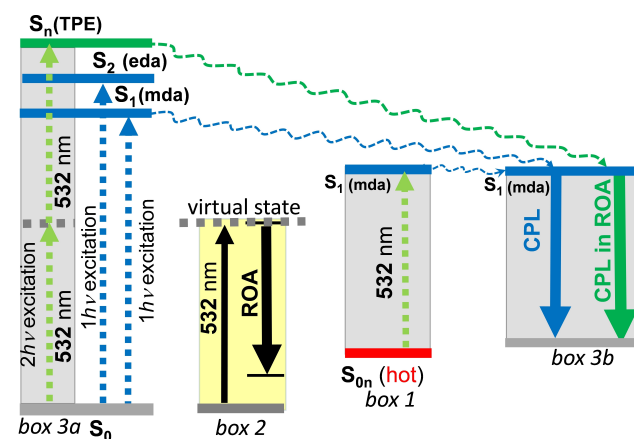 Sn(TPE)
S2 (eda)
S1(mda)
532 nm
532 nm
2hν excitation
1hν excitation
1hν excitation
box 3a
S0
virtual state
532 nm
ROA
box 2
S1 (mda)
532 nm
S0n (hot)
box 1
S1 (mda)
CPL
CPL in ROA
box 3b